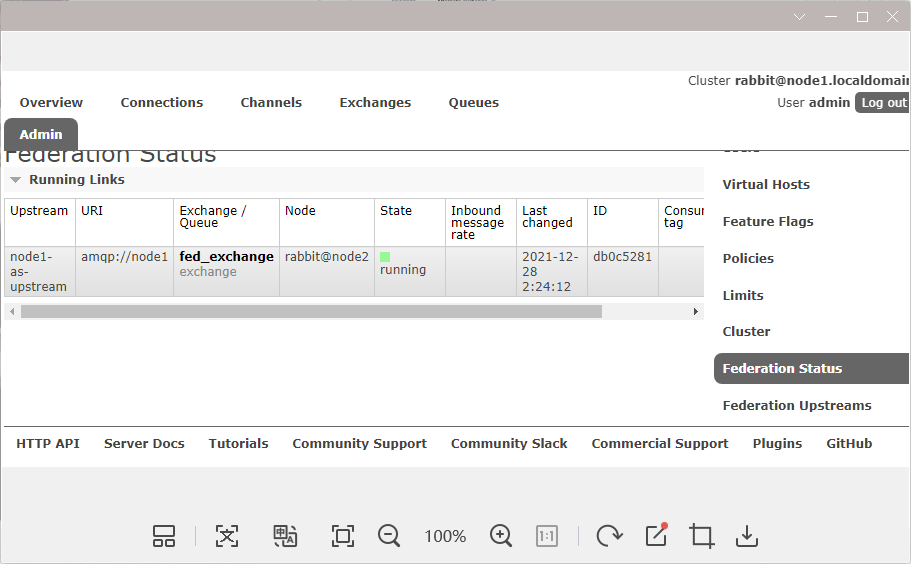 Cluster rabbit@node1.localdomain
Overview Connections Channels Exchanges Queues
User admin Log out
Admin
Federation Status
Running Links
Upstream URI Exchange / Queue Node State Inbound message rate Last changed ID Consumer tag
node1-as-upstream amqp://node1 fed_exchange exchange rabbit@node2 running 2021-12-28 2:24:12 db0c5281
Virtual Hosts
Feature Flags
Policies
Limits
Cluster
Federation Status
Federation Upstreams
HTTP API Server Docs Tutorials Community Support Community Slack Commercial Support Plugins GitHub
100% 1:1